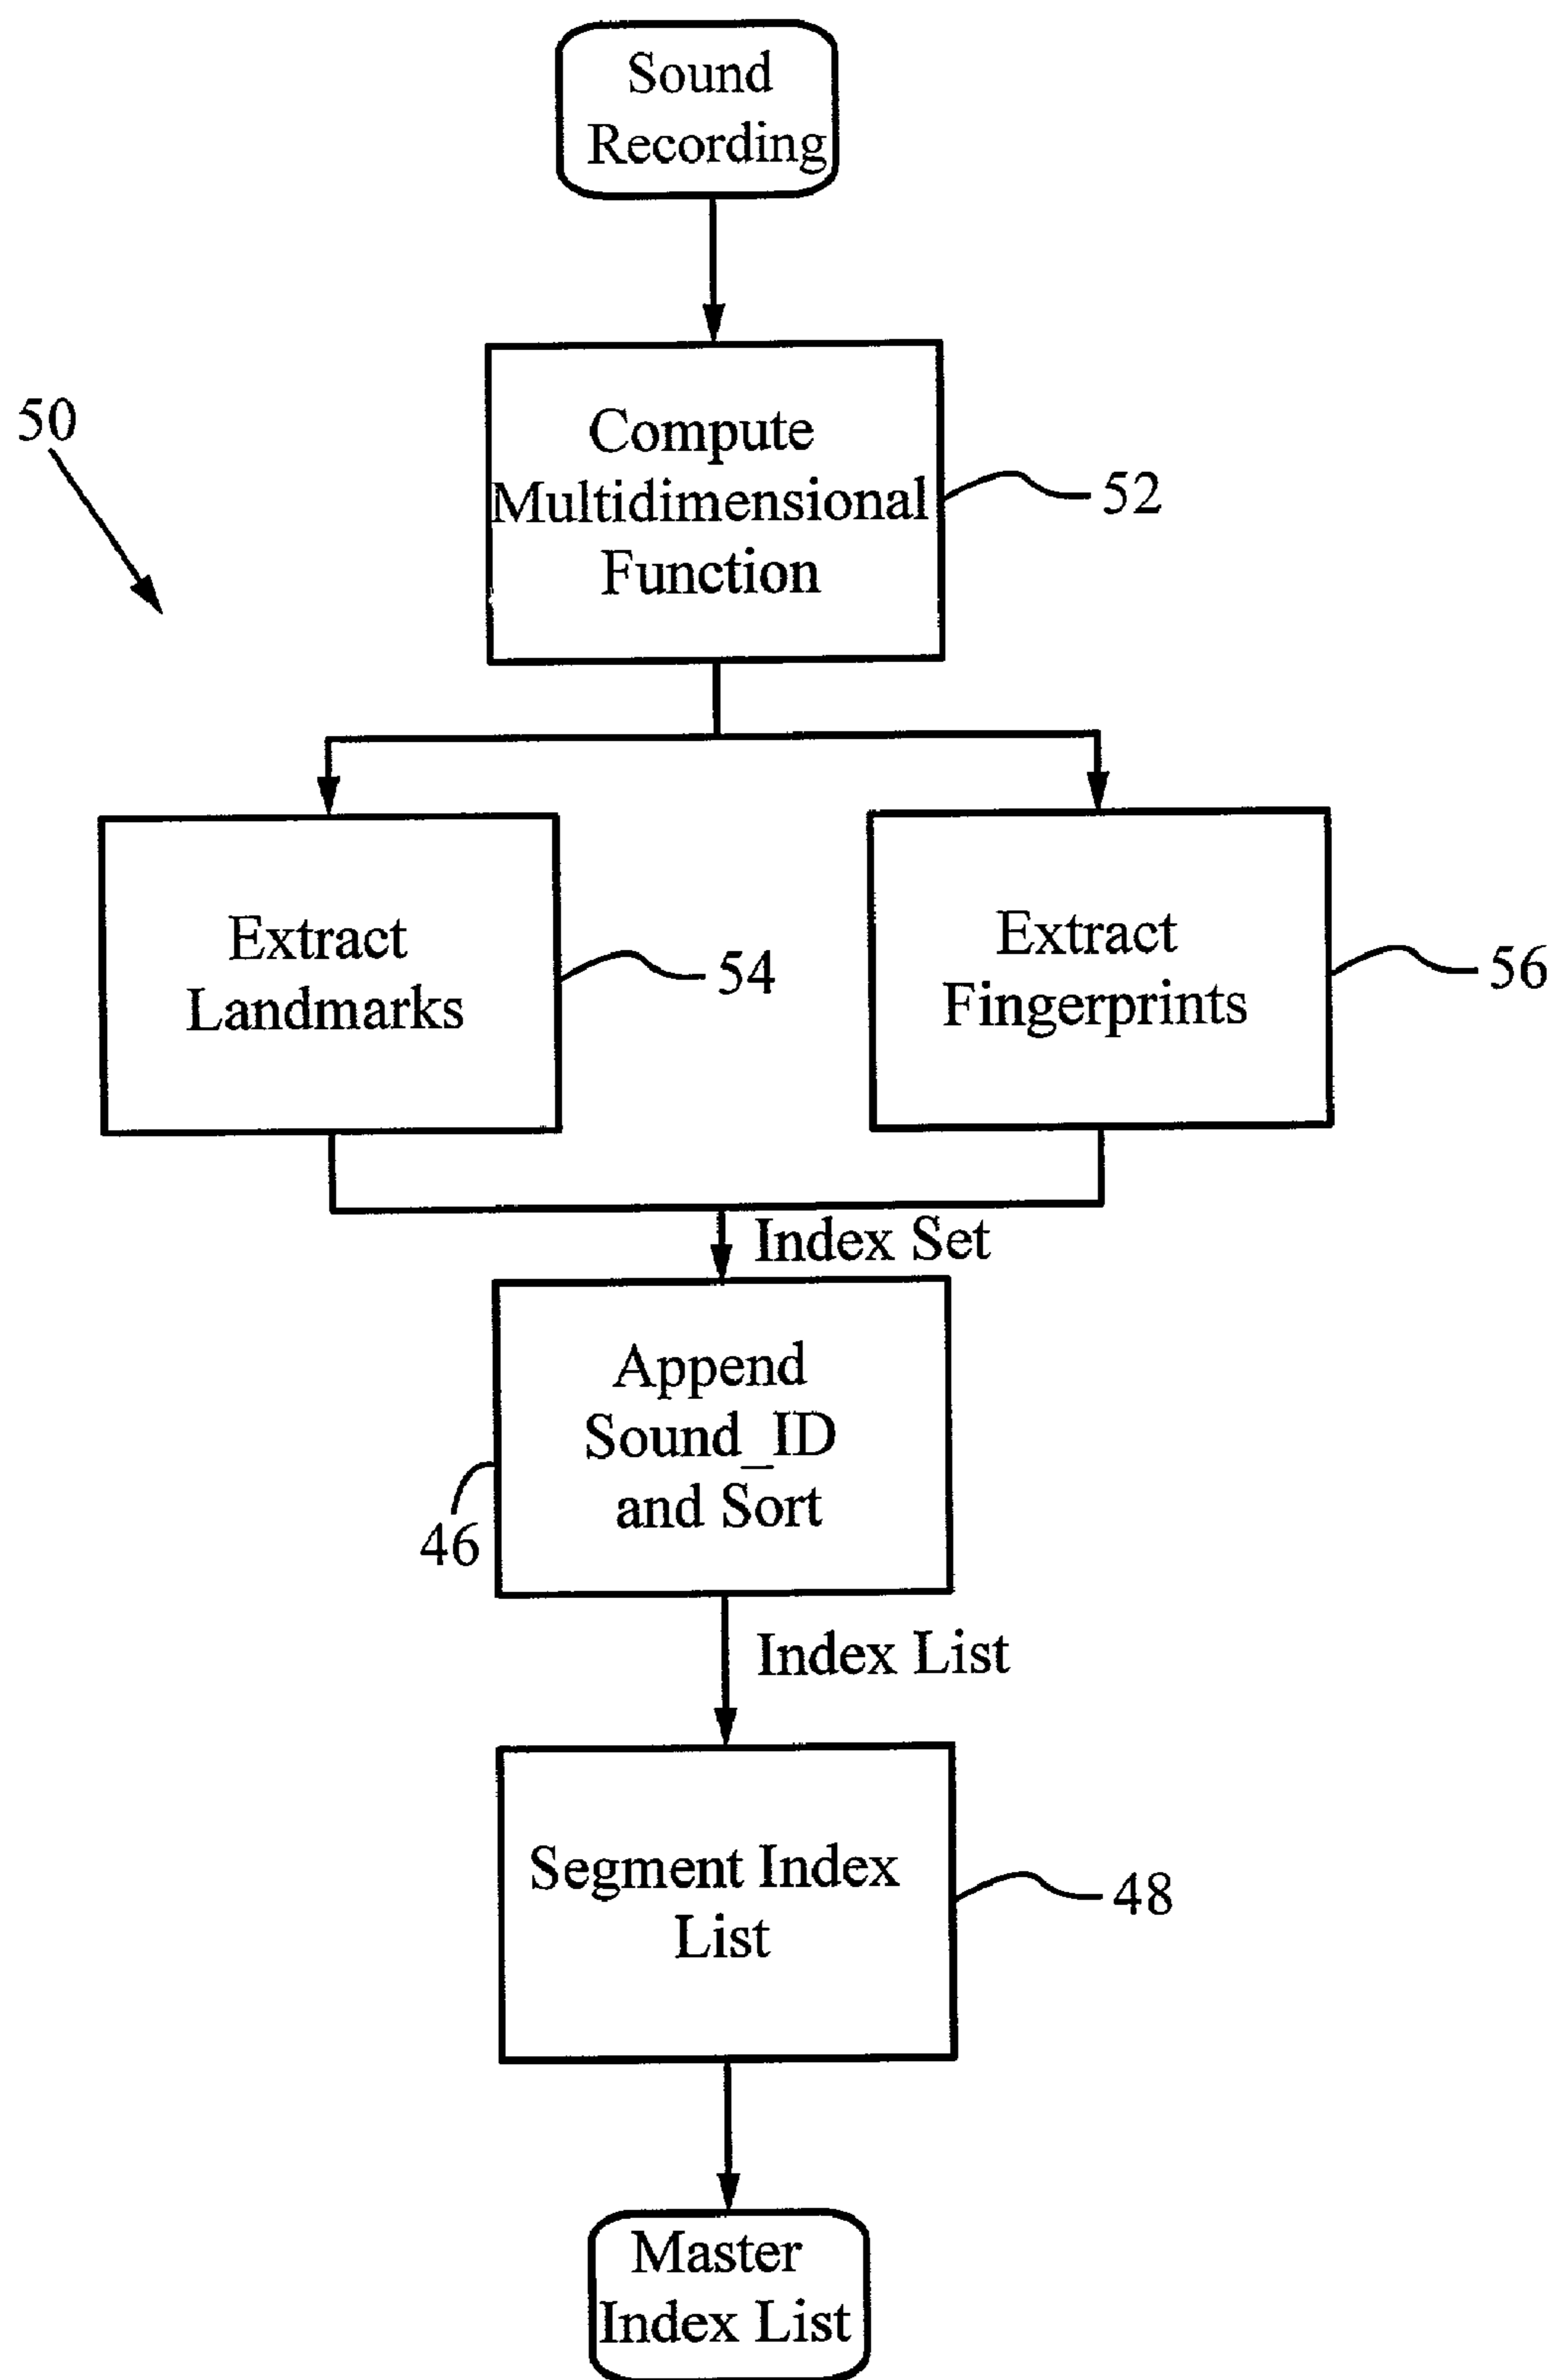 Sound
Recording
50
Compute
Multidimensional
Function
52
Extract
Landmarks
54
Extract
Fingerprints
56
Index Set
Append
Sound_ID
and Sort
46
Index List
Segment Index
List
48
Master
Index List